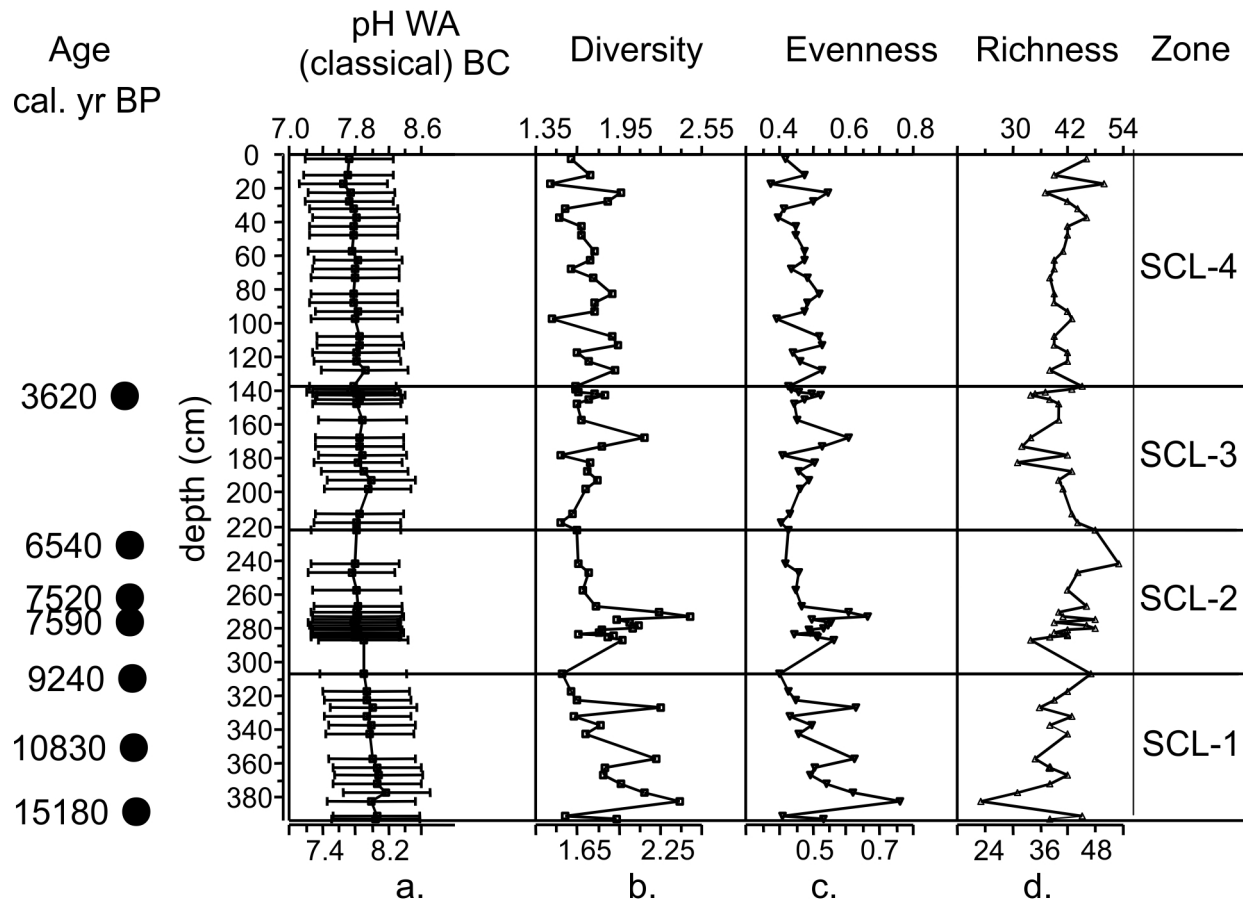 Age
cal. yr BP
pH WA
(classical) BC
Diversity
Evenness
Richness
Zone
7.0 7.8 8.6
1.35 1.95 2.55
0.4 0.6 0.8
30 42 54
depth (cm)
0
20
40
60
80
100
120
140
160
180
200
220
240
260
280
300
320
340
360
380
3620
6540
7520
7590
9240
10830
15180
SCL-4
SCL-3
SCL-2
SCL-1
7.4 8.2
1.65 2.25
0.5 0.7
24 36 48
a.
b.
c.
d.